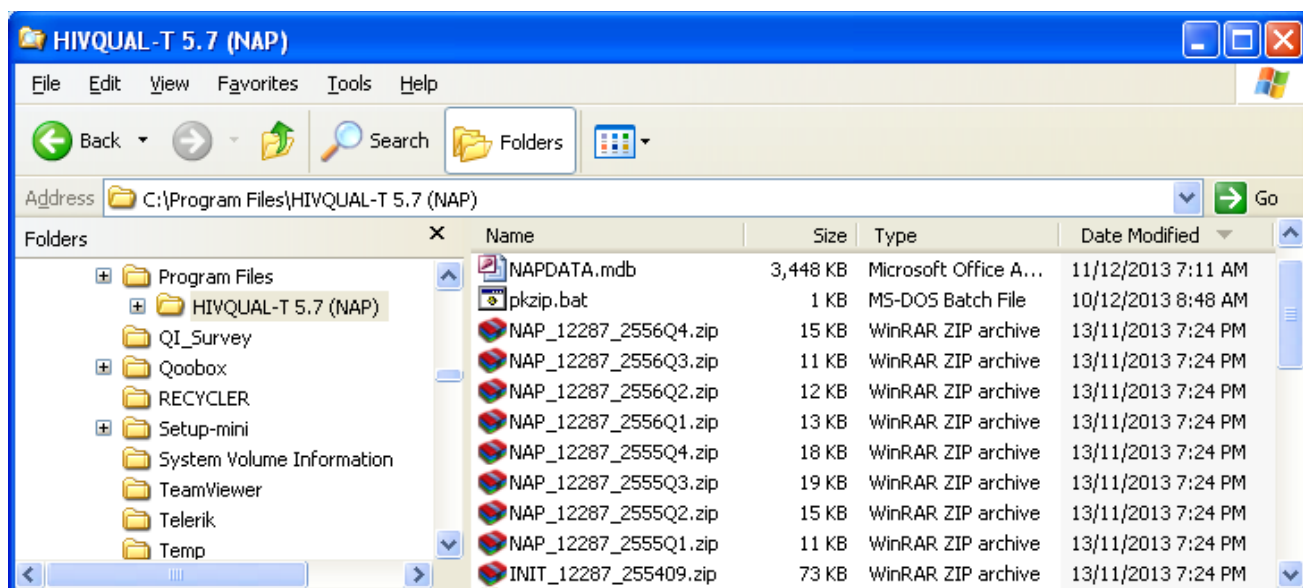 HIVQUAL-T 5.7 (NAP)
File Edit View Favorites Tools Help
Back Search Folders
Address C:\Program Files\HIVQUAL-T 5.7 (NAP) Go
Folders
Program Files
HIVQUAL-T 5.7 (NAP)
QI_Survey
Qoobox
RECYCLER
Setup-mini
System Volume Information
TeamViewer
Telerik
Temp
Name Size Type Date Modified
NAPDATA.mdb 3,448 KB Microsoft Office A... 11/12/2013 7:11 AM
pkzip.bat 1 KB MS-DOS Batch File 10/12/2013 8:48 AM
NAP_12287_2556Q4.zip 15 KB WinRAR ZIP archive 13/11/2013 7:24 PM
NAP_12287_2556Q3.zip 11 KB WinRAR ZIP archive 13/11/2013 7:24 PM
NAP_12287_2556Q2.zip 12 KB WinRAR ZIP archive 13/11/2013 7:24 PM
NAP_12287_2556Q1.zip 13 KB WinRAR ZIP archive 13/11/2013 7:24 PM
NAP_12287_2555Q4.zip 18 KB WinRAR ZIP archive 13/11/2013 7:24 PM
NAP_12287_2555Q3.zip 19 KB WinRAR ZIP archive 13/11/2013 7:24 PM
NAP_12287_2555Q2.zip 15 KB WinRAR ZIP archive 13/11/2013 7:24 PM
NAP_12287_2555Q1.zip 11 KB WinRAR ZIP archive 13/11/2013 7:24 PM
INIT_12287_255409.zip 73 KB WinRAR ZIP archive 13/11/2013 7:24 PM